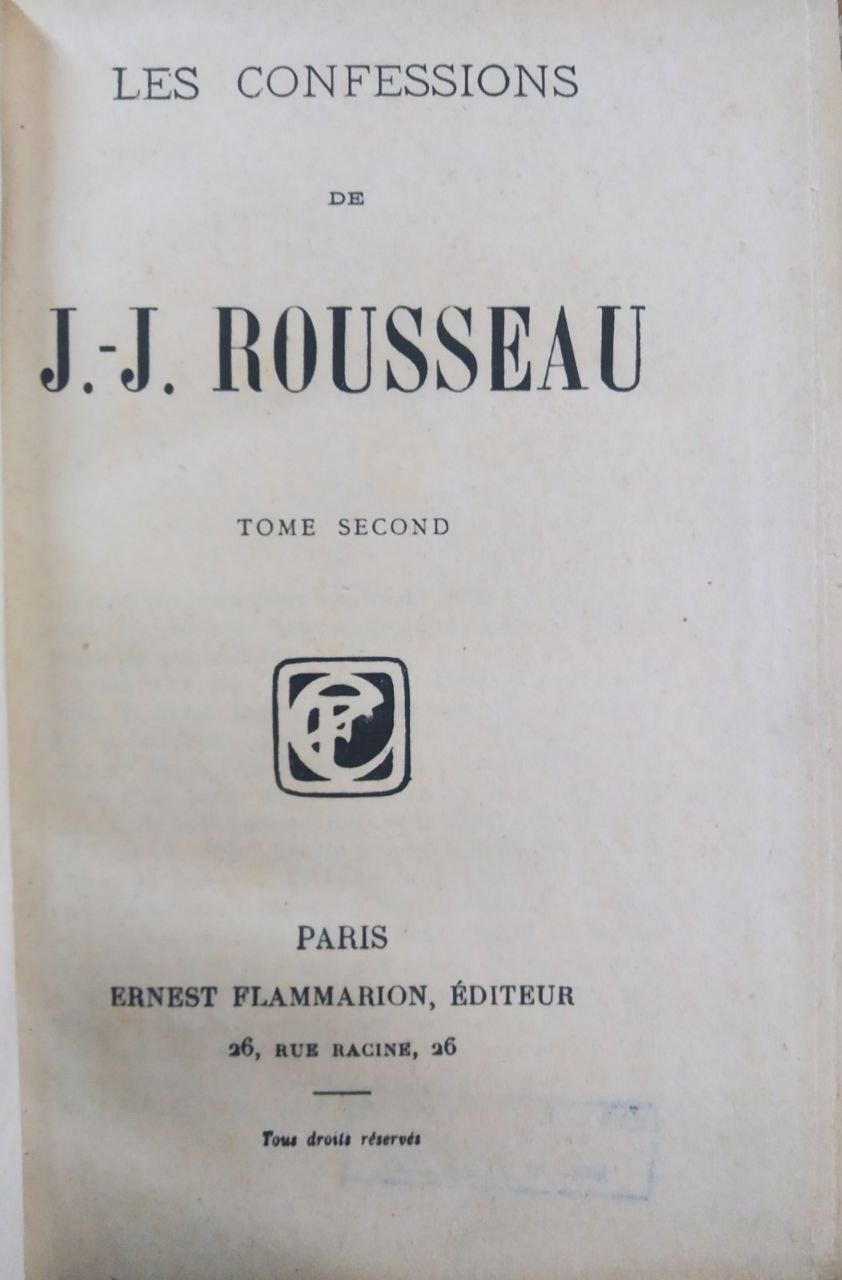 LES CONFESSIONS
DE
J.-J. ROUSSEAU
TOME SECOND
PARIS
ERNEST FLAMMARION, ÉDITEUR
26, RUE RACINE, 26
Tous droits réservés